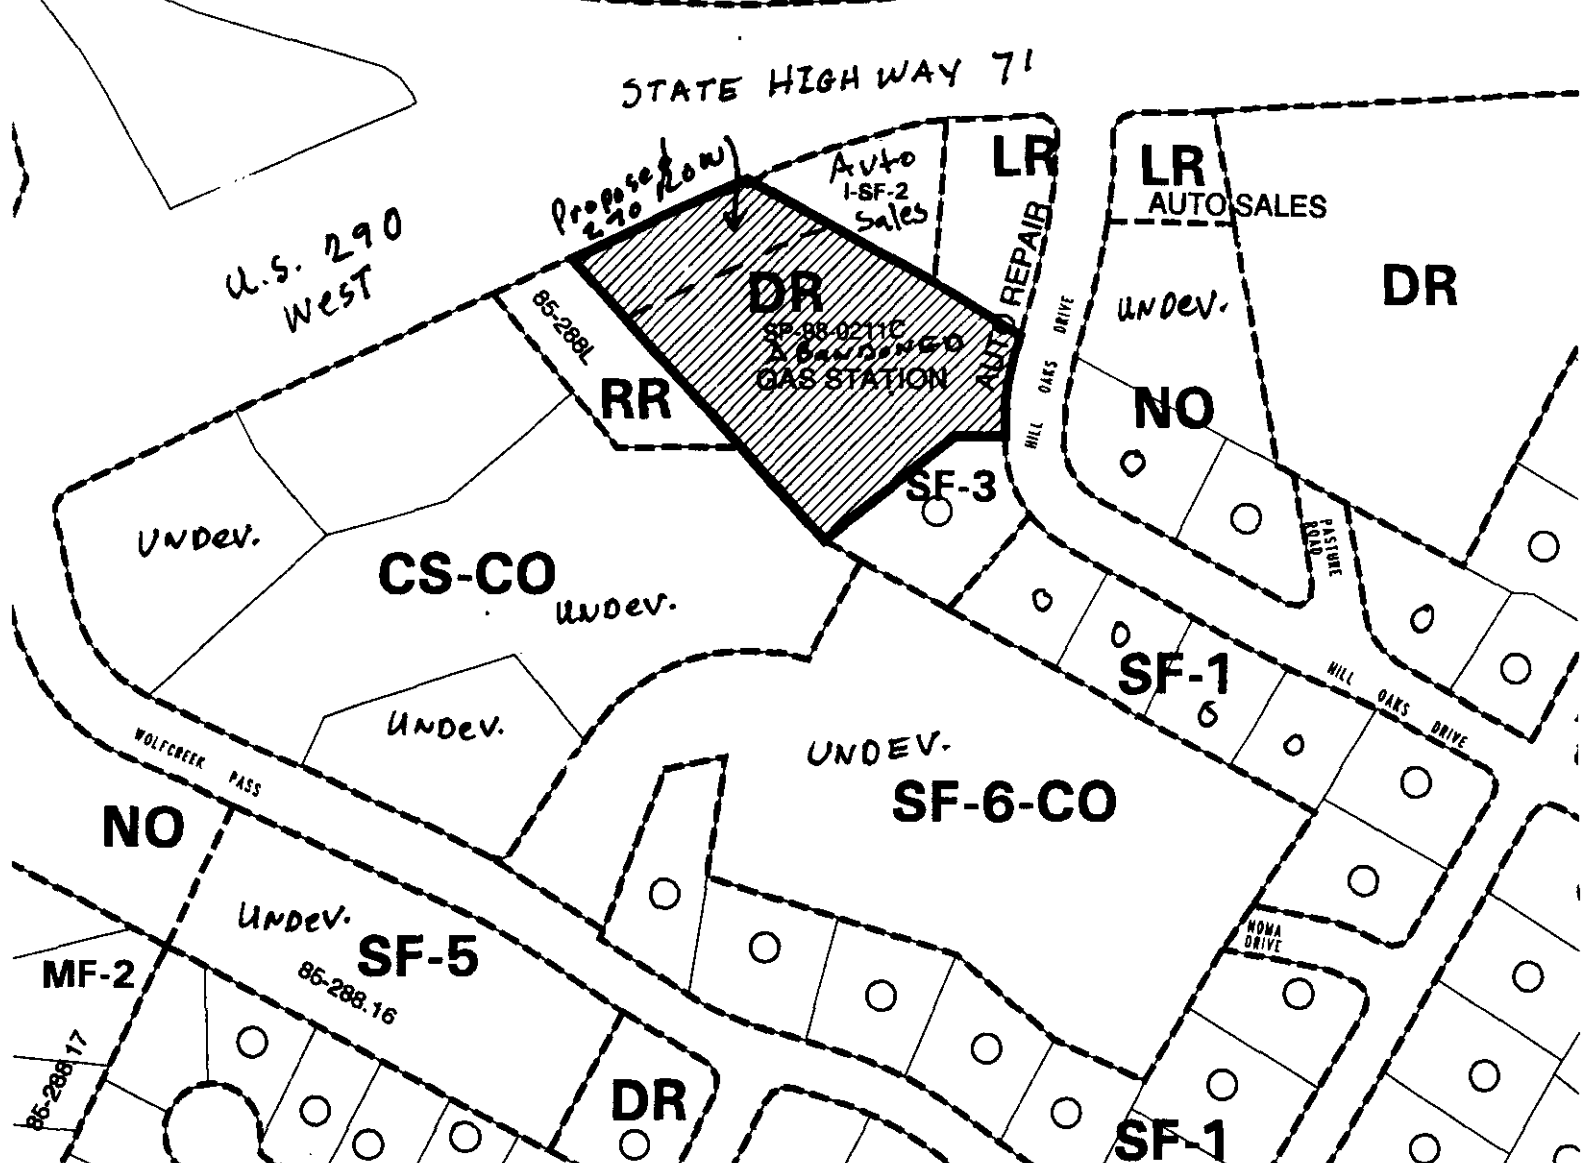 STATE HIGHWAY 71
U.S. 290
WEST
Proposed
290 ROW
Auto
I-SF-2
Sales
LR
LR
AUTO SALES
AUTO REPAIR
DR
SP-98-0211C
ABANDONED
GAS STATION
DR
UNDEV.
HILL OAKS DRIVE
85-288L
RR
NO
SF-3
UNDEV.
CS-CO
UNDEV.
PASTURE
ROAD
SF-1
HILL OAKS DRIVE
UNDEV.
UNDEV.
SF-6-CO
WOLFCREEK PASS
NO
UNDEV.
SF-5
85-288.16
MF-2
85-288.17
NOMA
DRIVE
DR
SF-1